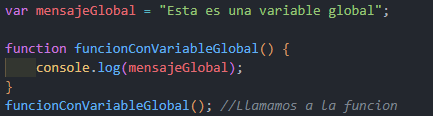 var mensajeGlobal = "Esta es una variable global";
function funcionConVariableGlobal() {
console.log(mensajeGlobal);
}
funcionConVariableGlobal(); //Llamamos a la funcion